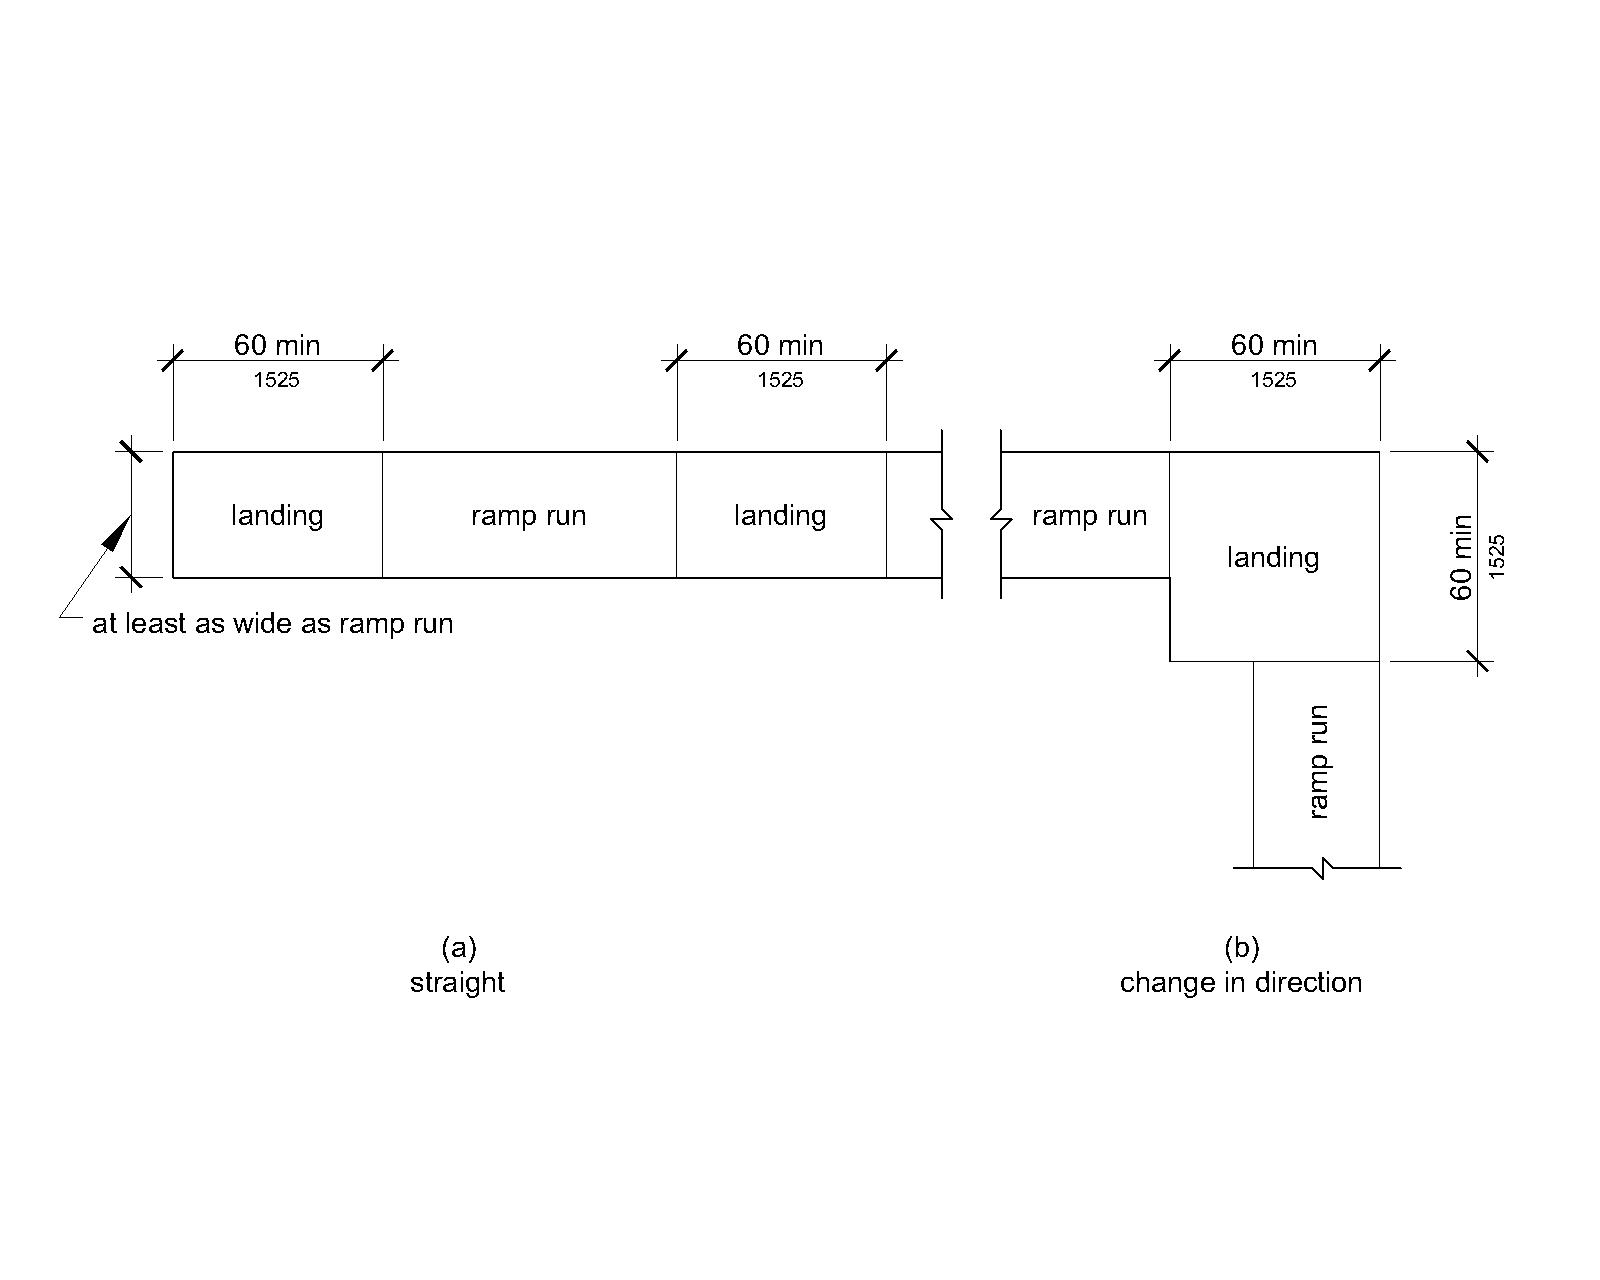 60 min
1525
60 min
1525
60 min
1525
landing
ramp run
landing
ramp run
landing
60 min
1525
at least as wide as ramp run
ramp run
(a)
straight
(b)
change in direction